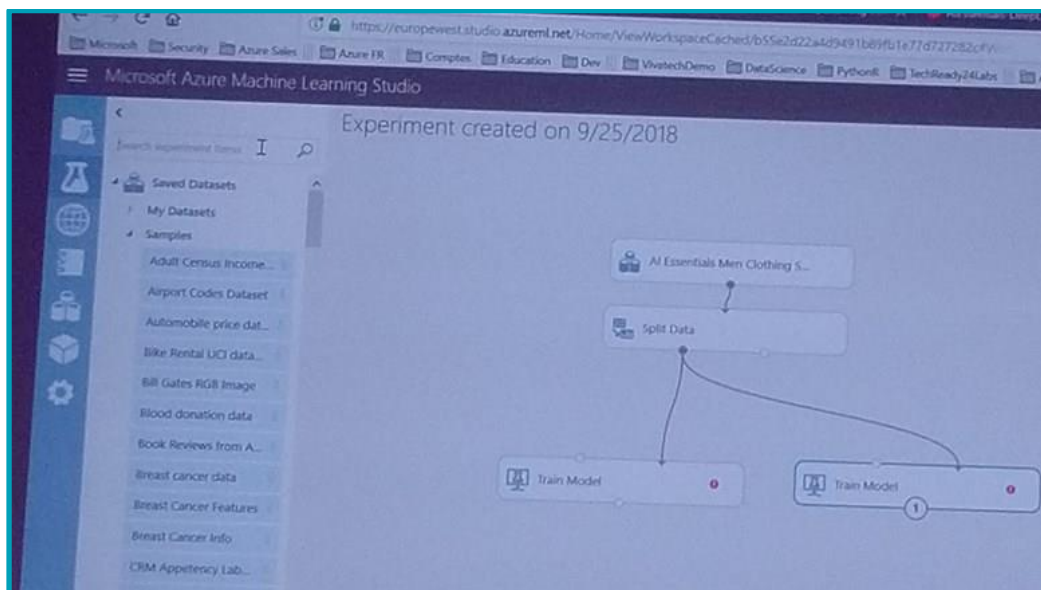 https://europewest.studio.azureml.net/Home/ViewWorkspaceCached/
Microsoft Security Azure Sales Azure FR Comptes Education Dev VivatechDemo DataScience PythonR TechReady24Labs
Microsoft Azure Machine Learning Studio
Experiment created on 9/25/2018
Search experiment items
Saved Datasets
My Datasets
Samples
Adult Census Income...
Airport Codes Dataset
Automobile price dat...
Bike Rental UCI data...
Bill Gates RGB Image
Blood donation data
Book Reviews from A...
Breast cancer data
Breast Cancer Features
Breast Cancer Info
CRM Appetency Lab...
AI Essentials Men Clothing S...
Split Data
Train Model
Train Model
1